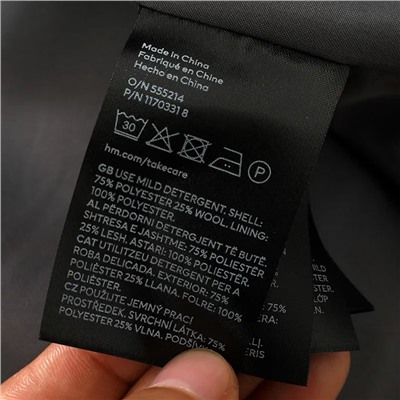 Made in China
Fabriqué en Chine
Hecho en China
O/N 555214
P/N 1170331 8
30
P
hm.com/takecare
GB USE MILD DETERGENT. SHELL:
75% POLYESTER 25% WOOL. LINING:
100% POLYESTER.
AL PËRDORNI DETERGJENT TË BUTË.
SHTRESA E JASHTME: 75% POLIESTËR
25% LESH. ASTARI: 100% POLIESTËR.
CAT UTILITZEU DETERGENT PER A
ROBA DELICADA. EXTERIOR: 75%
POLIÈSTER 25% LLANA. FOLRE: 100%
POLIÈSTER.
CZ POUŽIJTE JEMNÝ PRACÍ
PROSTŘEDEK. SVRCHNÍ LÁTKA: 75%
POLYESTER 25% VLNA.